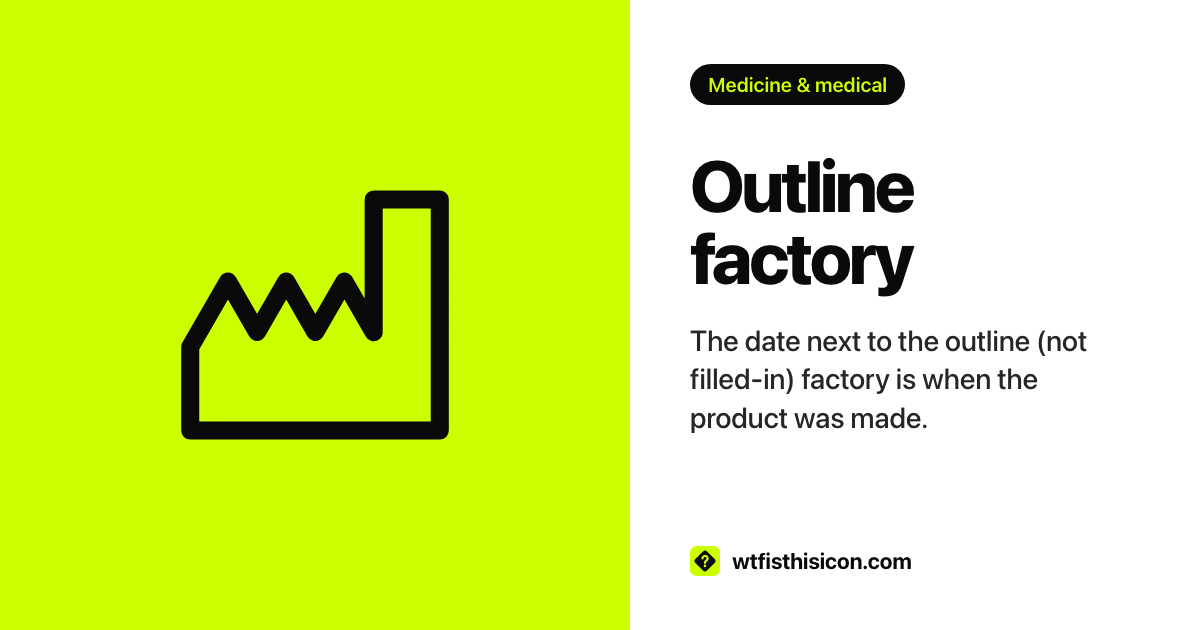 Medicine & medical
Outline
factory
The date next to the outline (not
filled-in) factory is when the
product was made.
?
wtfisthisicon.com